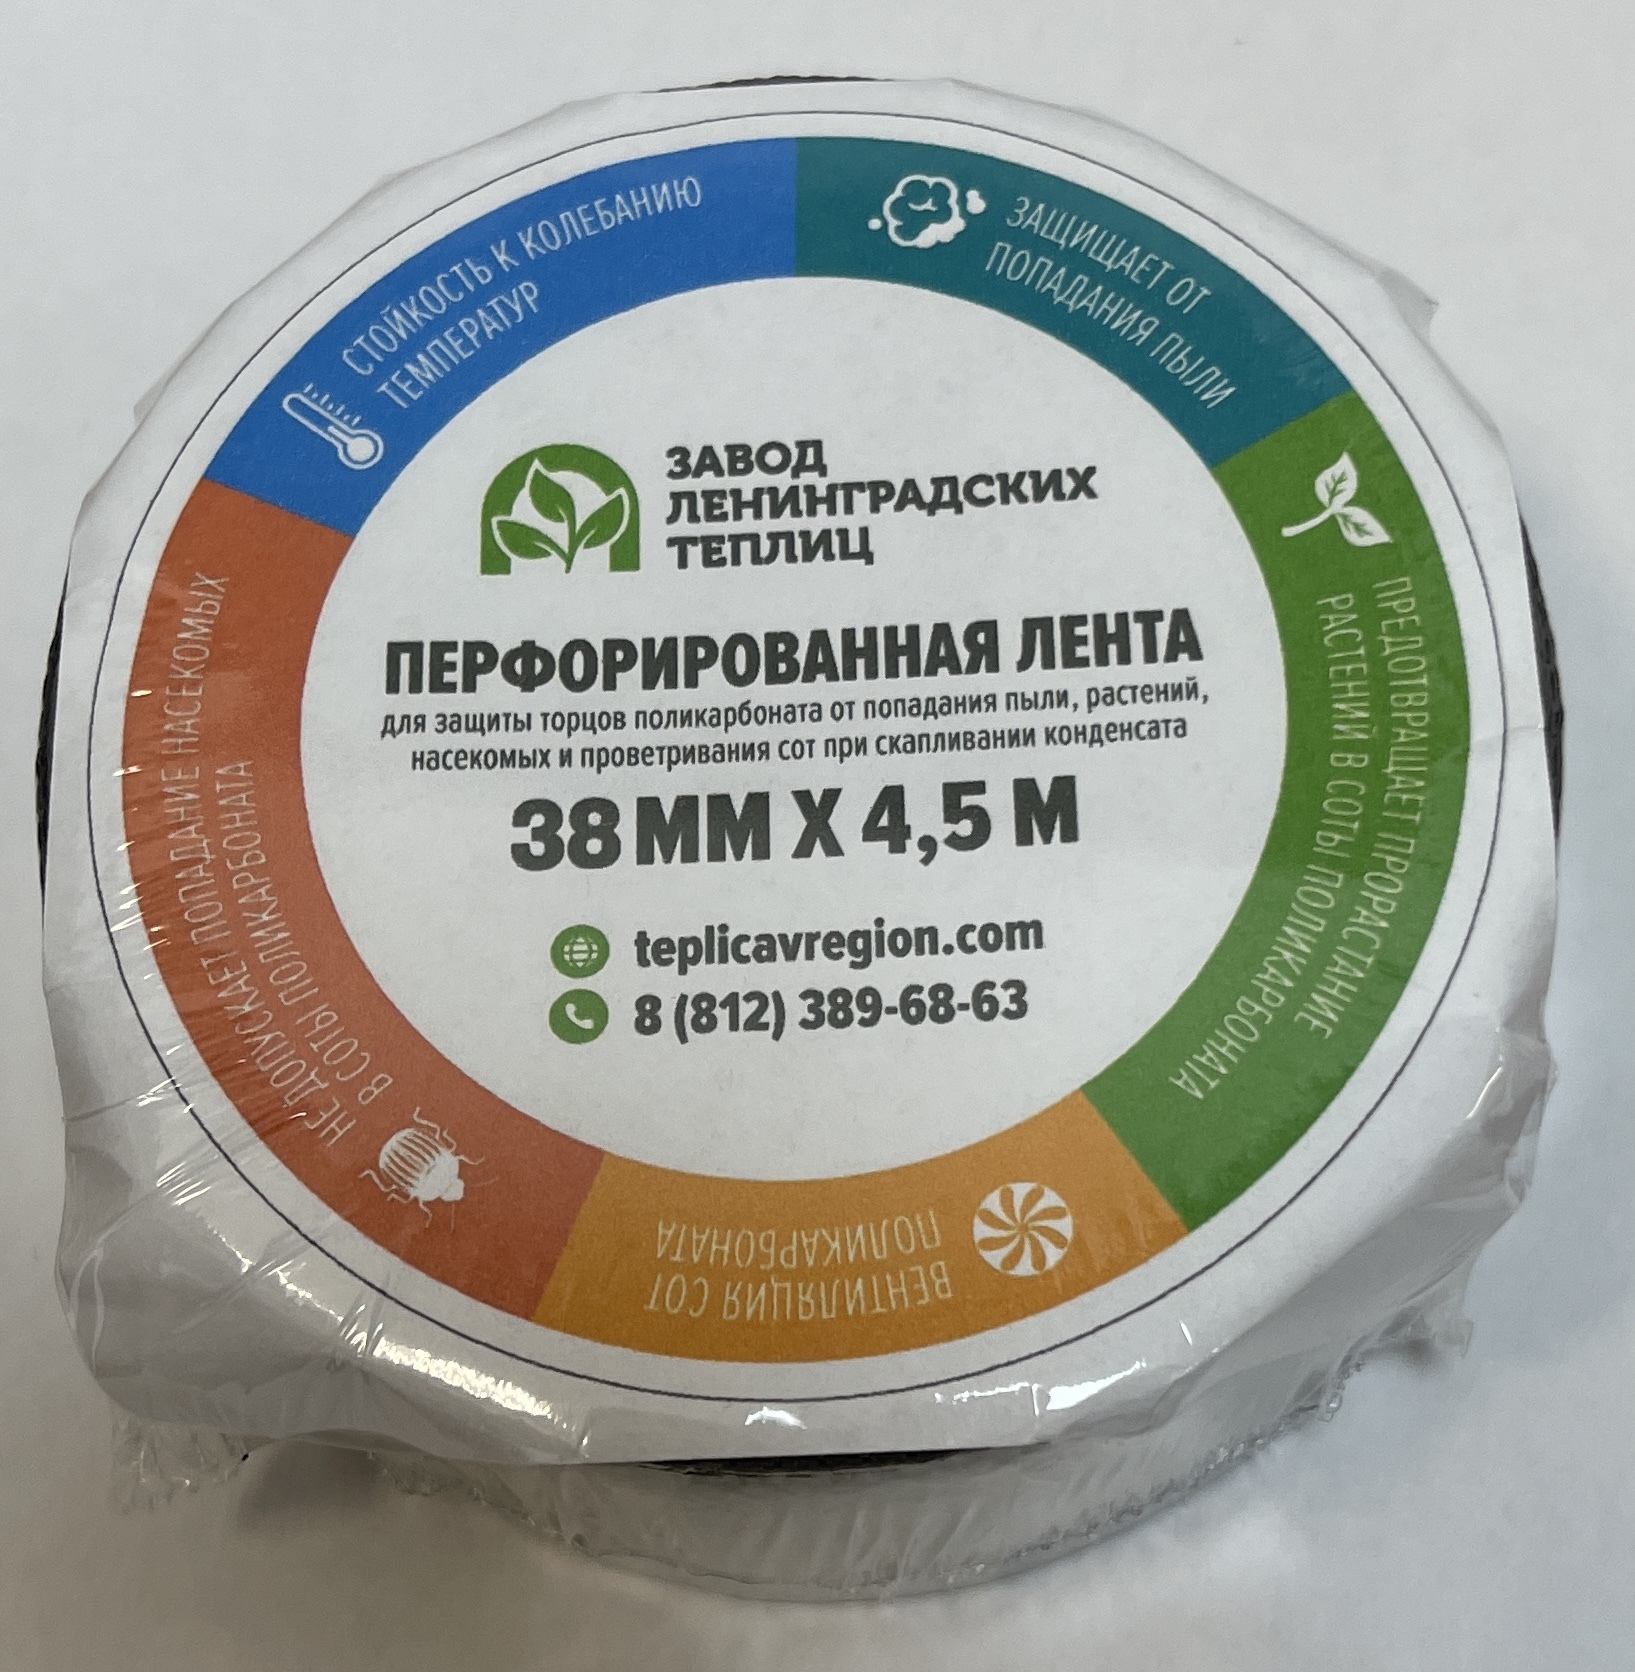 ЗАВОД
ЛЕНИНГРАДСКИХ
ТЕПЛИЦ
ПЕРФОРИРОВАННАЯ ЛЕНТА
для защиты торцов поликарбоната от попадания пыли, растений,
насекомых и проветривания сот при скапливании конденсата
38 ММ X 4,5 М
teplicavregion.com
8 (812) 389-68-63
СТОЙКОСТЬ К КОЛЕБАНИЮ
ТЕМПЕРАТУР
ЗАЩИЩАЕТ ОТ
ПОПАДАНИЯ ПЫЛИ
ПРЕДОТВРАЩАЕТ ПРОРАСТАНИЕ
РАСТЕНИЙ В СОТЫ ПОЛИКАРБОНАТА
ВЕНТИЛЯЦИЯ СОТ
ПОЛИКАРБОНАТА
НЕ ДОПУСКАЕТ ПОПАДАНИЕ НАСЕКОМЫХ
В СОТЫ ПОЛИКАРБОНАТА